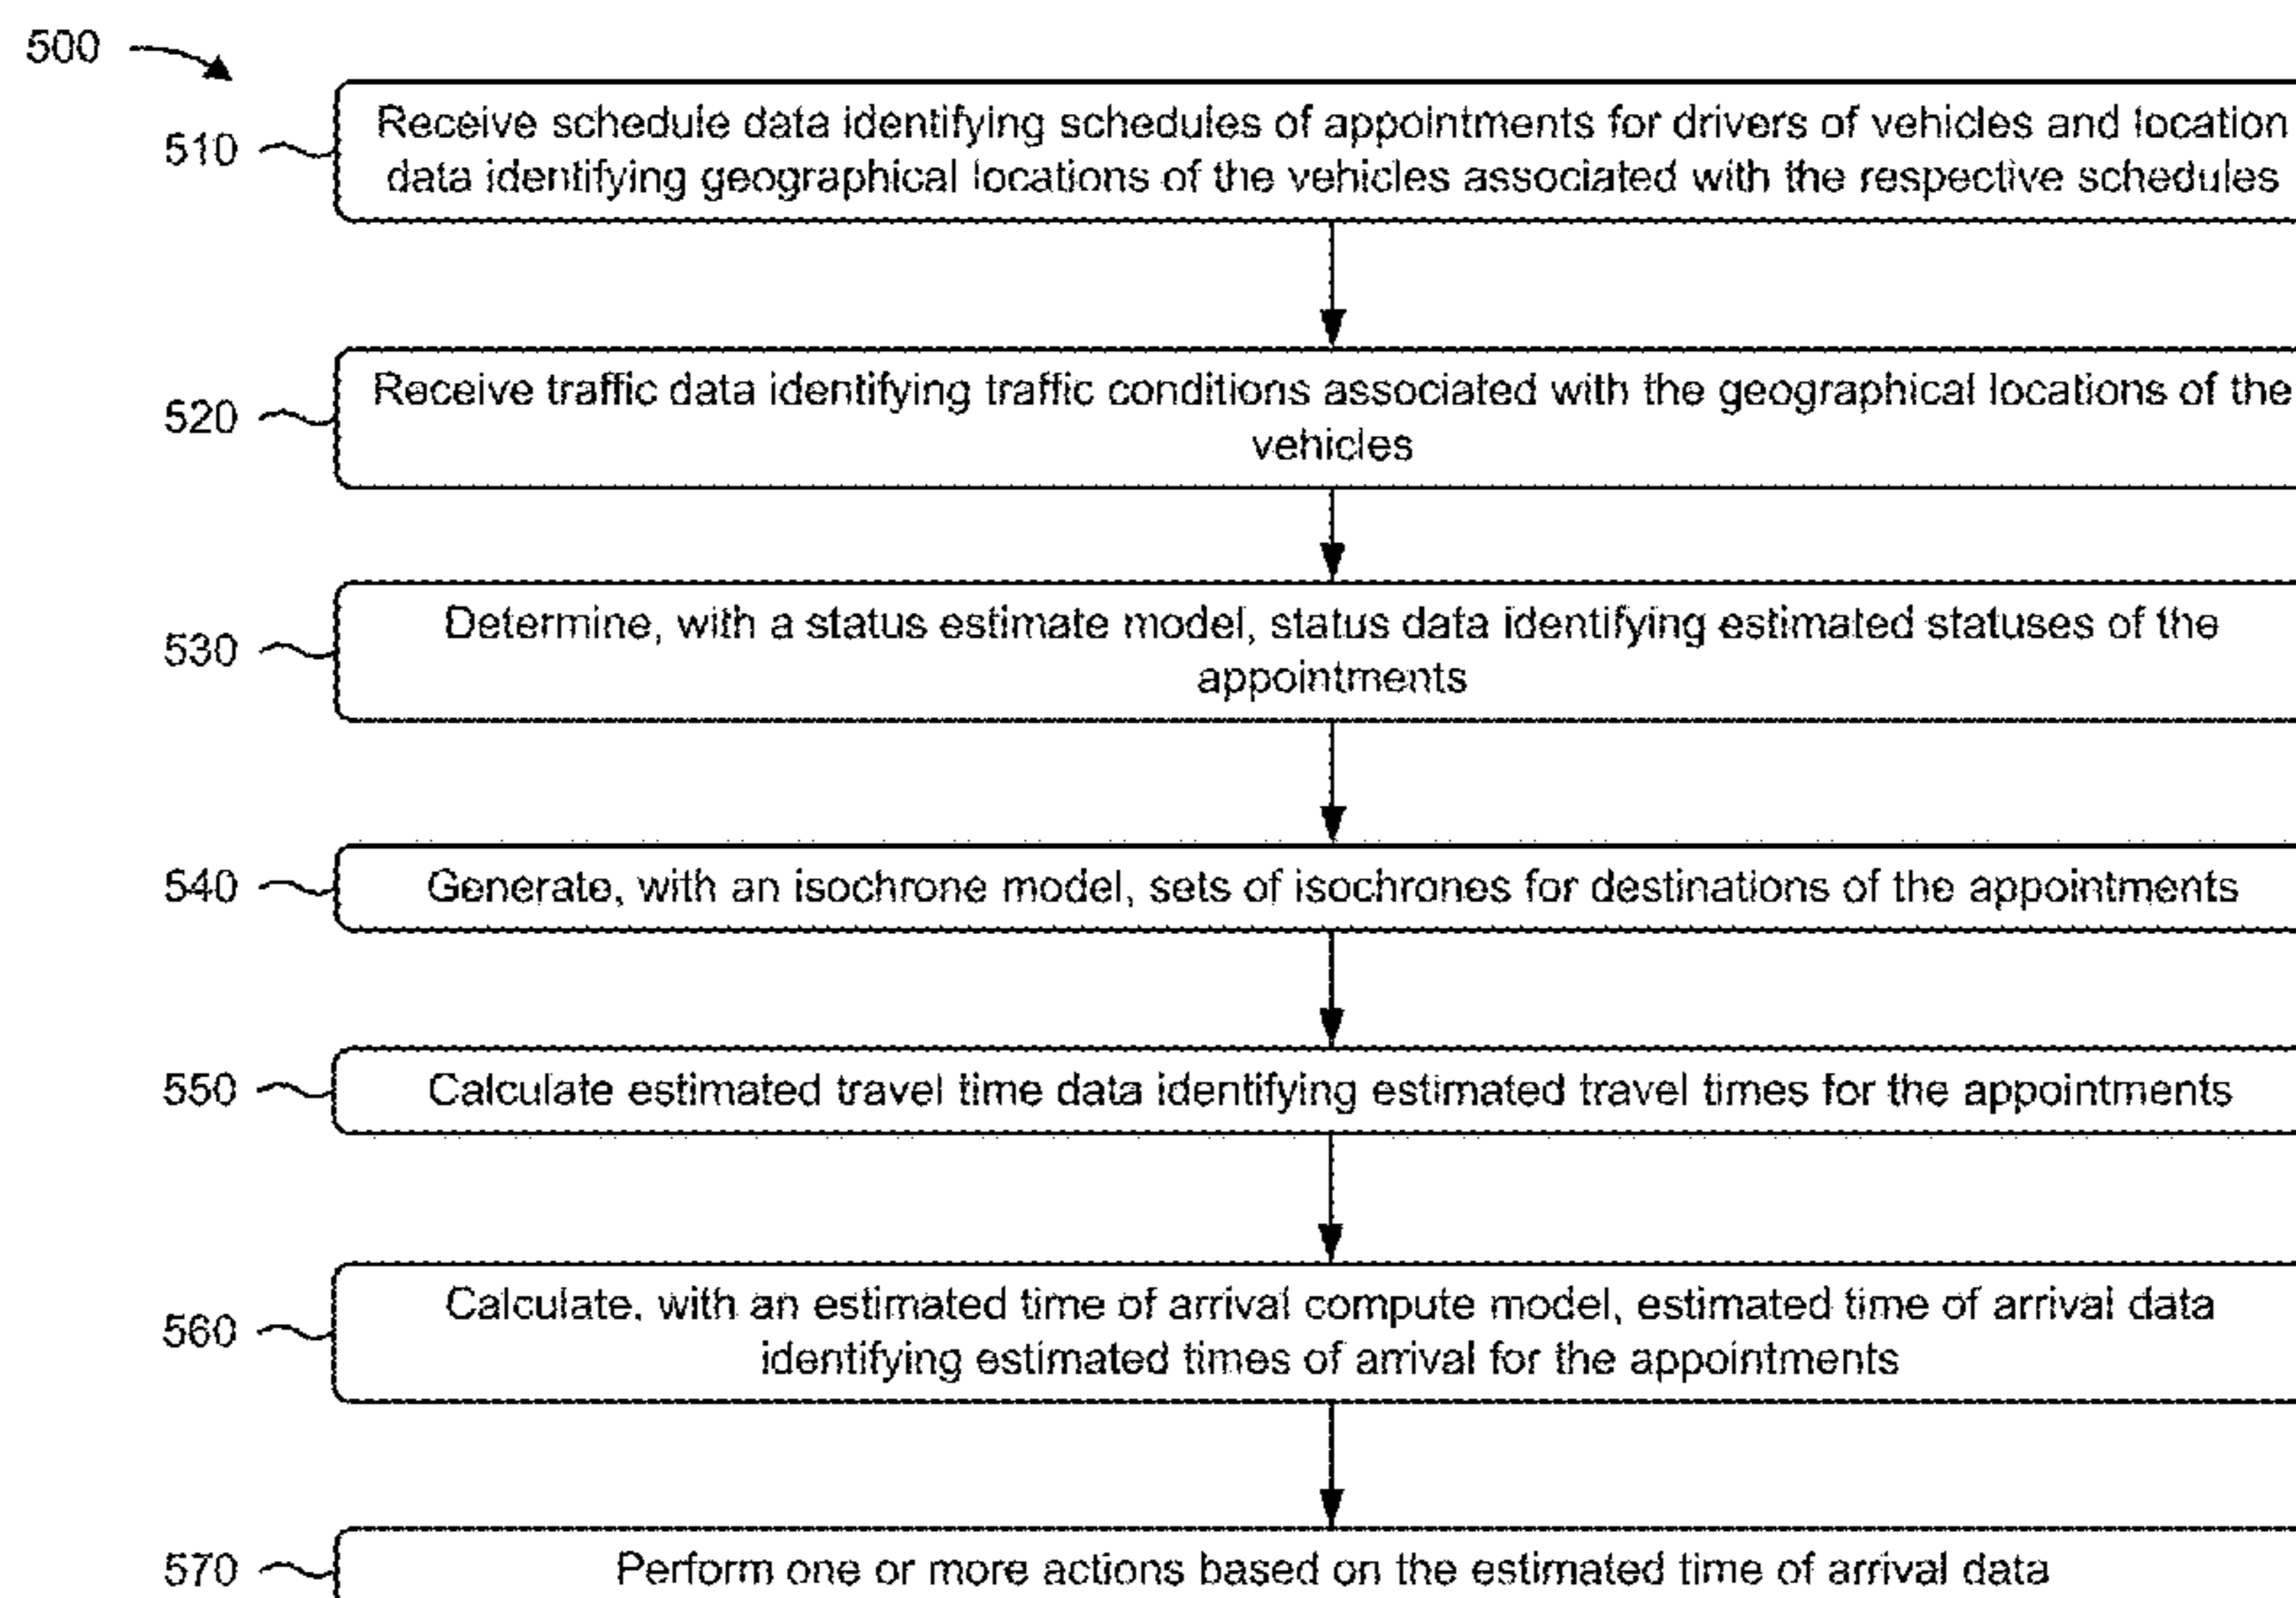 500
510
Receive schedule data identifying schedules of appointments for drivers of vehicles and location
data identifying geographical locations of the vehicles associated with the respective schedules
520
Receive traffic data identifying traffic conditions associated with the geographical locations of the
vehicles
530
Determine, with a status estimate model, status data identifying estimated statuses of the
appointments
540
Generate, with an isochrone model, sets of isochrones for destinations of the appointments
550
Calculate estimated travel time data identifying estimated travel times for the appointments
560
Calculate, with an estimated time of arrival compute model, estimated time of arrival data
identifying estimated times of arrival for the appointments
570
Perform one or more actions based on the estimated time of arrival data